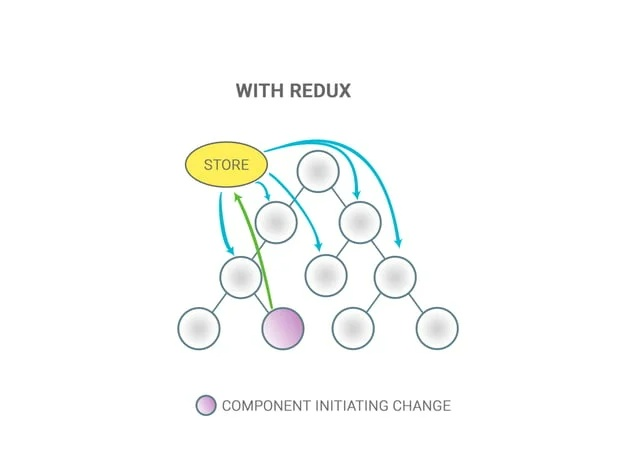 WITH REDUX
STORE
COMPONENT INITIATING CHANGE